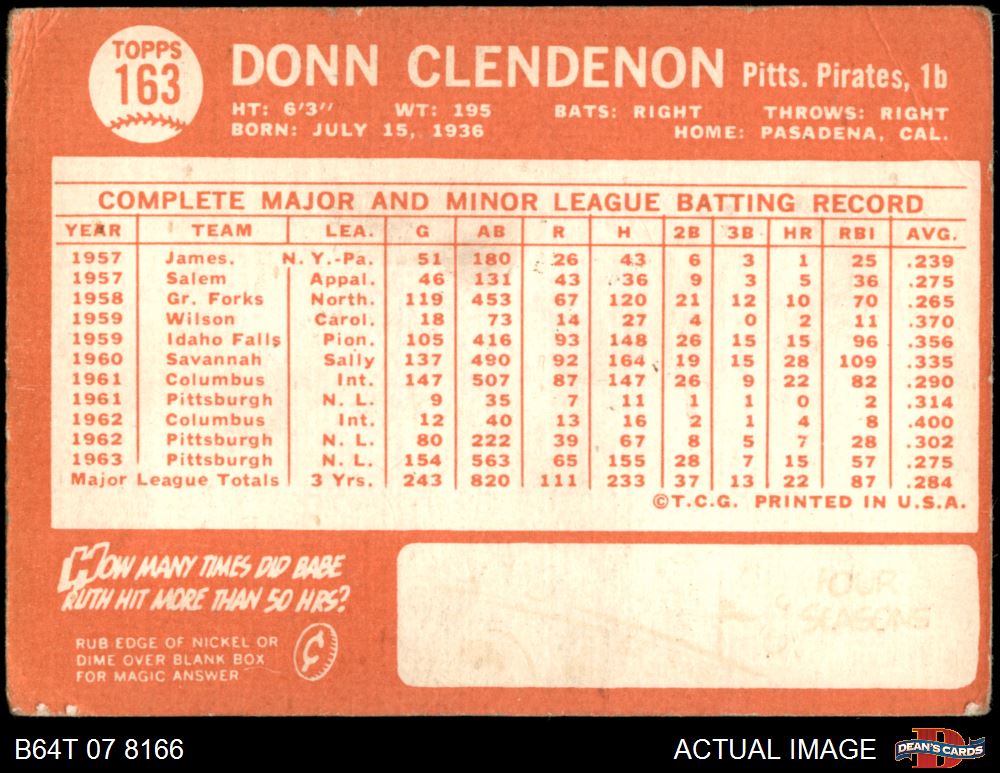 TOPPS
163
DONN CLENDENON Pitts. Pirates, 1b
HT: 6'3" WT: 195 BATS: RIGHT THROWS: RIGHT
BORN: JULY 15, 1936 HOME: PASADENA, CAL.
COMPLETE MAJOR AND MINOR LEAGUE BATTING RECORD
YEAR TEAM LEA. G AB R H 2B 3B HR RBI AVG.
1957 James. N. Y.-Pa. 51 180 26 43 6 3 1 25 .239
1957 Salem Appal. 46 131 43 36 9 3 5 36 .275
1958 Gr. Forks North. 119 453 67 120 21 12 10 70 .265
1959 Wilson Carol. 18 73 14 27 4 0 2 11 .370
1959 Idaho Falls Pion. 105 416 93 148 26 15 15 96 .356
1960 Savannah Sally 137 490 92 164 19 15 28 109 .335
1961 Columbus Int. 147 507 87 147 26 9 22 82 .290
1961 Pittsburgh N. L. 9 35 7 11 1 1 0 2 .314
1962 Columbus Int. 12 40 13 16 2 1 4 8 .400
1962 Pittsburgh N. L. 80 222 39 67 8 5 7 28 .302
1963 Pittsburgh N. L. 154 563 65 155 28 7 15 57 .275
Major League Totals 3 Yrs. 243 820 111 233 37 13 22 87 .284
©T.C.G. PRINTED IN U.S.A.
HOW MANY TIMES DID BABE
RUTH HIT MORE THAN 50 HRS?
RUB EDGE OF NICKEL OR
DIME OVER BLANK BOX
FOR MAGIC ANSWER
FOUR
SEASONS
B64T 07 8166
ACTUAL IMAGE
DEAN'S CARDS